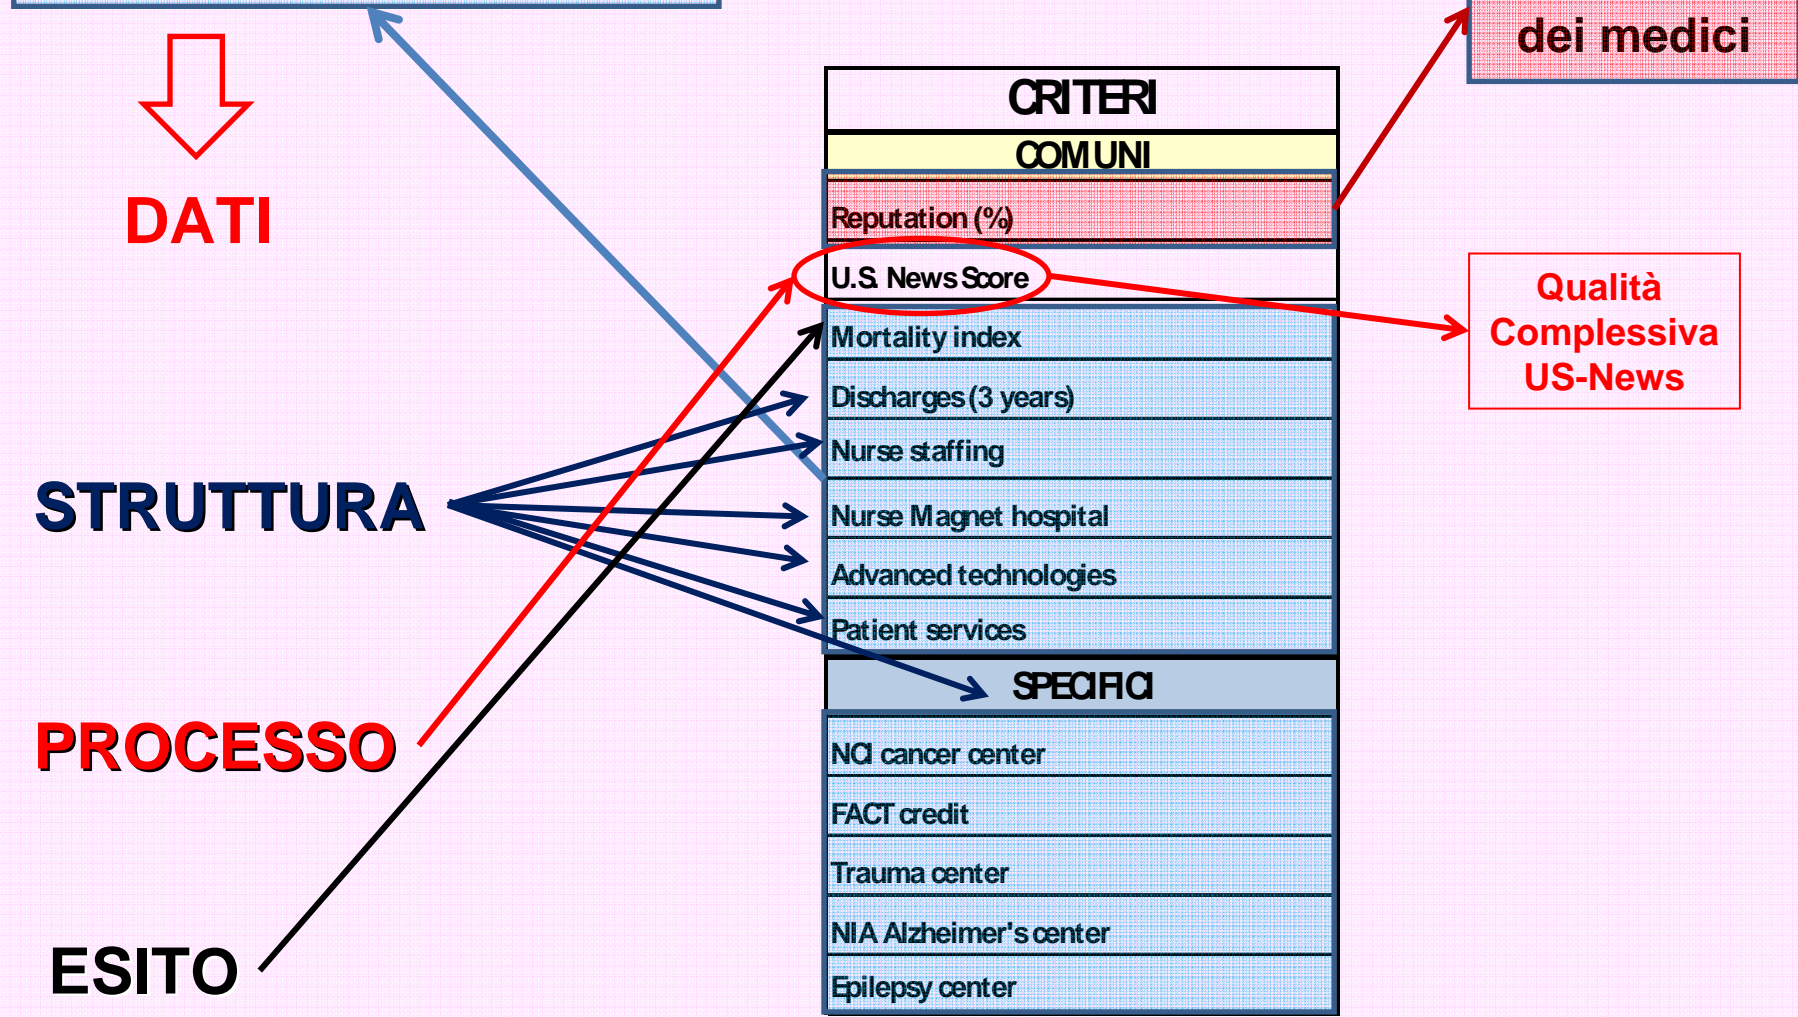 dei medici
DATI
STRUTTURA
PROCESSO
ESITO
CRITERI
COMUNI
Reputation (%)
U.S. News Score
Mortality index
Discharges (3 years)
Nurse staffing
Nurse Magnet hospital
Advanced technologies
Patient services
SPECIFICI
NCI cancer center
FACT credit
Trauma center
NIA Alzheimer's center
Epilepsy center
Qualità
Complessiva
US-News